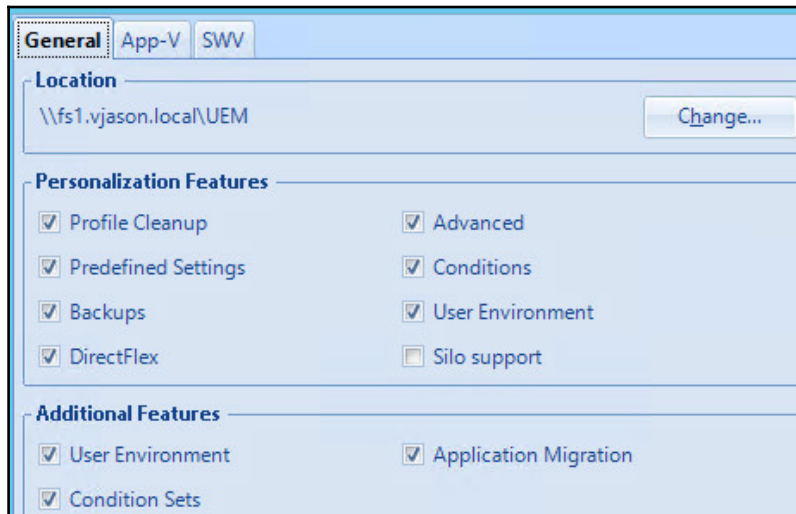 General App-V SWV
Location
\\fs1.vjason.local\UEM Change...
Personalization Features
Profile Cleanup Advanced
Predefined Settings Conditions
Backups User Environment
DirectFlex Silo support
Additional Features
User Environment Application Migration
Condition Sets